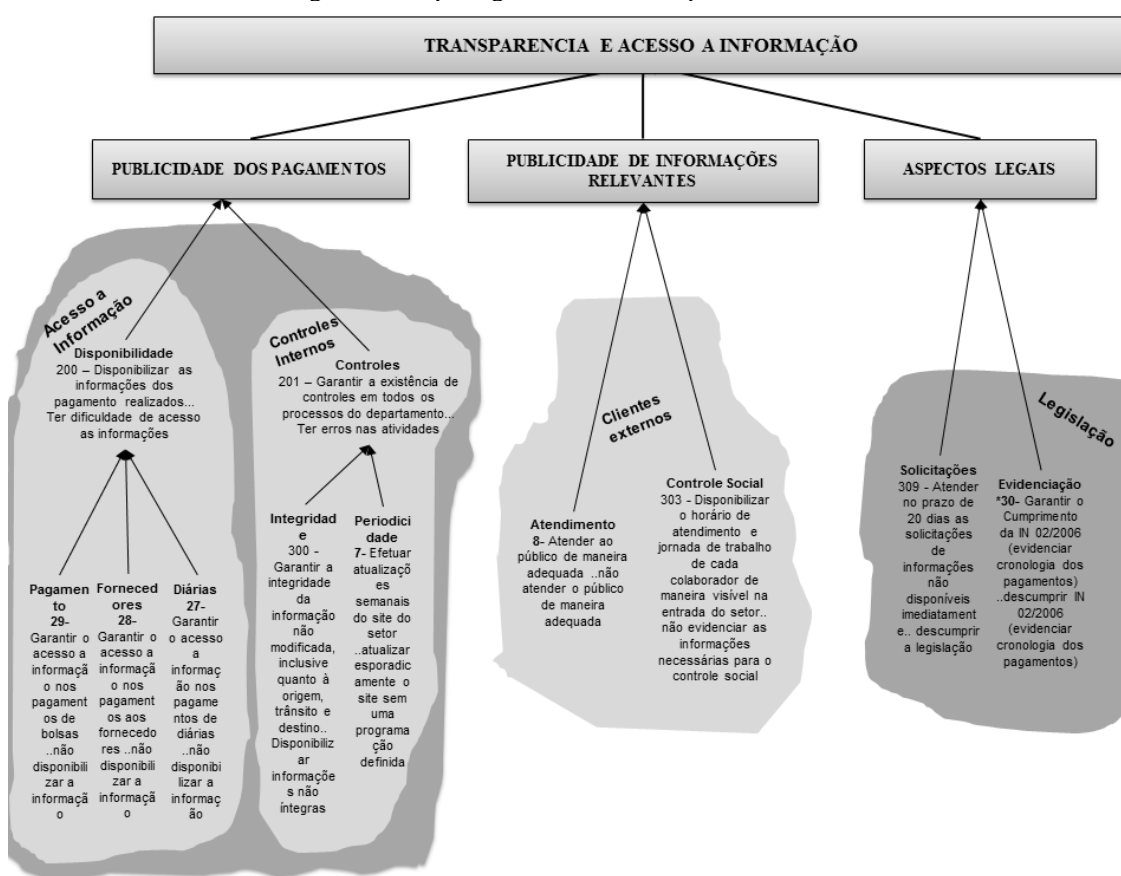 TRANSPARENCIA E ACESSO A INFORMAÇÃO
PUBLICIDADE DOS PAGAMENTOS
PUBLICIDADE DE INFORMAÇÕES
RELEVANTES
ASPECTOS LEGAIS
Acesso a
Informação
Disponibilidade
200 – Disponibilizar as
informações dos
pagamento realizados...
Ter dificuldade de acesso
as informações
Pagamen
to
29-
Garantir o
acesso a
informaçã
o nos
pagament
os de
bolsas
..não
disponibili
zar a
informaçã
o
Forneced
ores
28-
Garantir o
acesso a
informaçã
o nos
pagament
os aos
fornecedo
res ..não
disponibili
zar a
informaçã
o
Diárias
27-
Garantir
o acesso
a
informaç
ão nos
pagame
ntos de
diárias
..não
disponibi
lizar a
informaç
ão
Controles
Internos
Controles
201 – Garantir a existência de
controles em todos os
processos do departamento...
Ter erros nas atividades
Integridad
e
300 -
Garantir a
integridade
da
informação
não
modificada,
inclusive
quanto à
origem,
trânsito e
destino..
Disponibiliz
ar
informaçõe
s não
íntegras
Periodici
dade
7- Efetuar
atualizaçõ
es
semanais
do site do
setor
..atualizar
esporadic
amente o
site sem
uma
programa
ção
definida
Clientes
externos
Atendimento
8- Atender ao
público de maneira
adequada ..não
atender o público
de maneira
adequada
Controle Social
303 - Disponibilizar
o horário de
atendimento e
jornada de trabalho
de cada
colaborador de
maneira visível na
entrada do setor..
não evidenciar as
informações
necessárias para o
controle social
Legislação
Solicitações
309 - Atender
no prazo de
20 dias as
solicitações
de
informações
não
disponíveis
imediatament
e.. descumprir
a legislação
Evidenciação
*30- Garantir o
Cumprimento
da IN 02/2006
(evidenciar
cronologia dos
pagamentos)
..descumprir IN
02/2006
(evidenciar
cronologia dos
pagamentos)